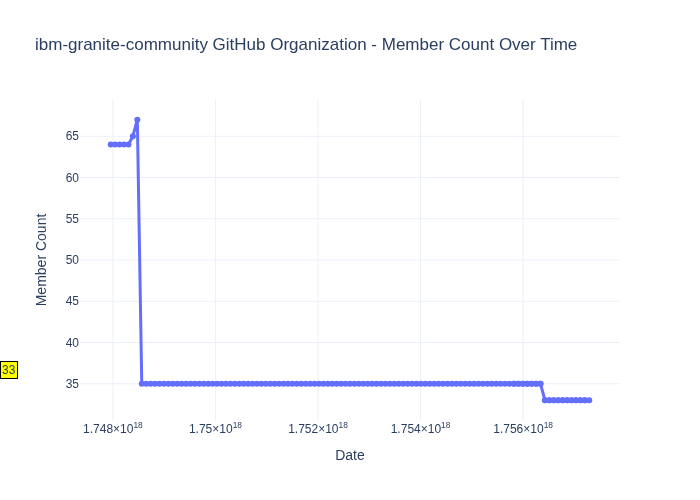 ibm-granite-community GitHub Organization - Member Count Over Time
65
60
55
50
45
40
35
Member Count
33
1.748×10¹⁸ 1.75×10¹⁸ 1.752×10¹⁸ 1.754×10¹⁸ 1.756×10¹⁸
Date